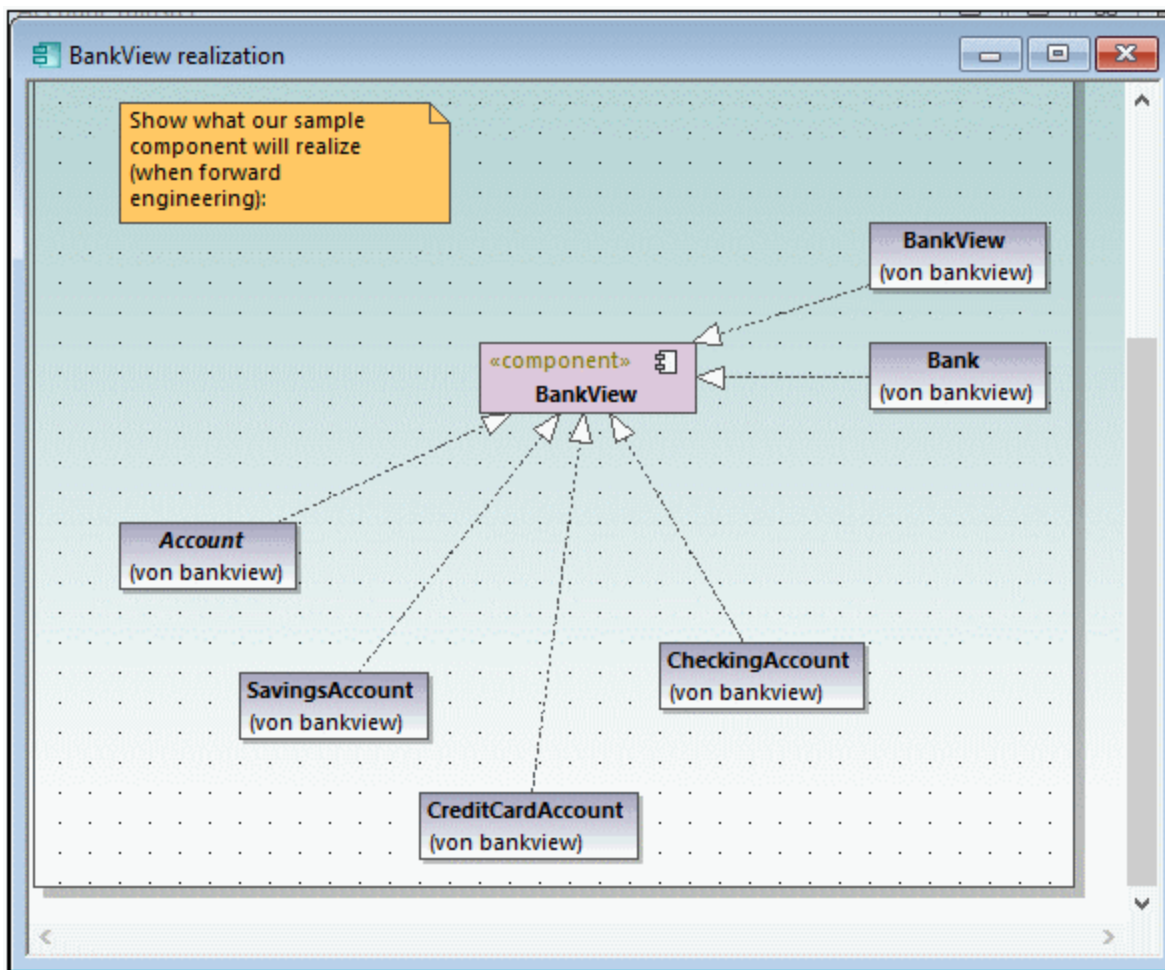 BankView realization
Show what our sample
component will realize
(when forward
engineering):
BankView
(von bankview)
«component»
BankView
Bank
(von bankview)
Account
(von bankview)
SavingsAccount
(von bankview)
CheckingAccount
(von bankview)
CreditCardAccount
(von bankview)